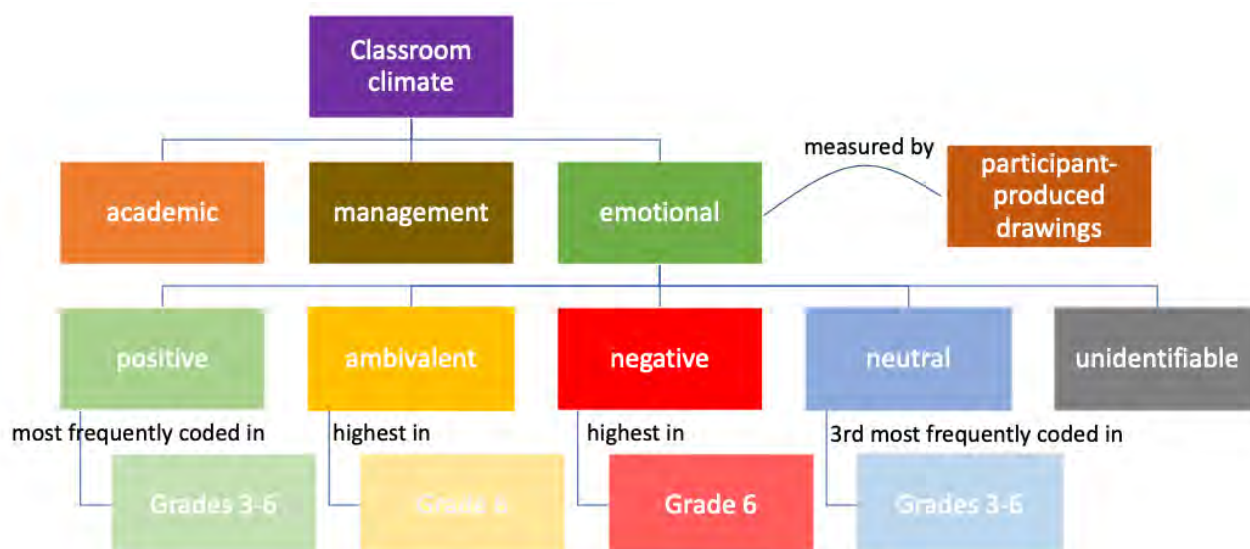 Classroom
climate
measured by
participant-
produced
drawings
academic
management
emotional
positive
ambivalent
negative
neutral
unidentifiable
most frequently coded in
highest in
highest in
3rd most frequently coded in
Grades 3-6
Grade
Grade 6
Grades 3-6